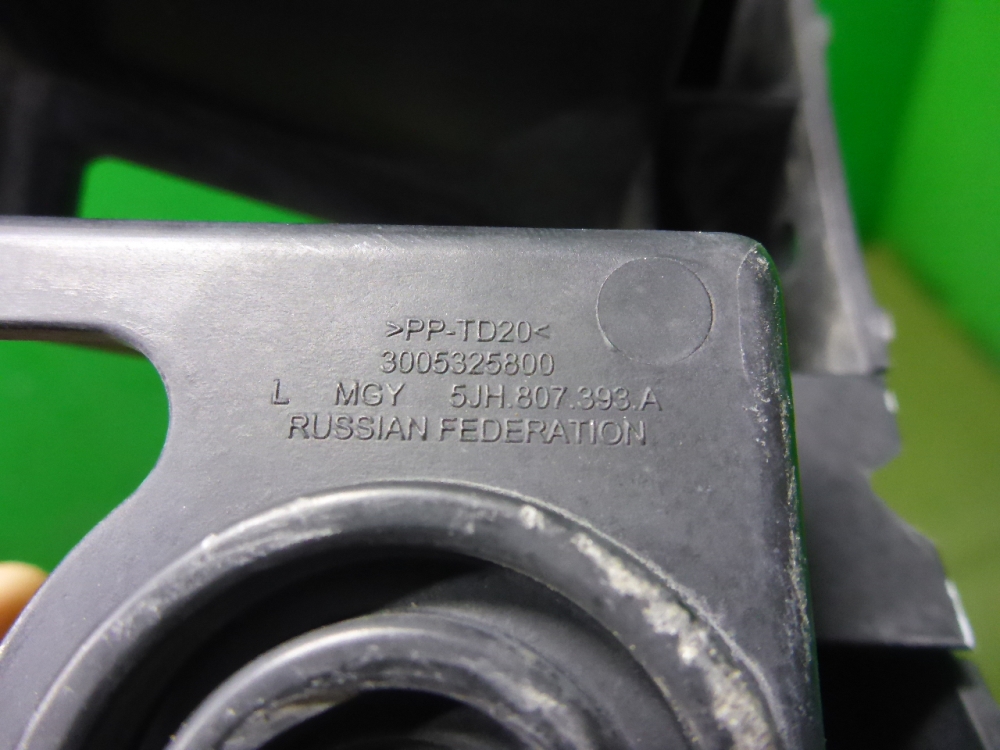 >PP-TD20<
3005325800
L MGY 5JH.807.393.A
RUSSIAN FEDERATION